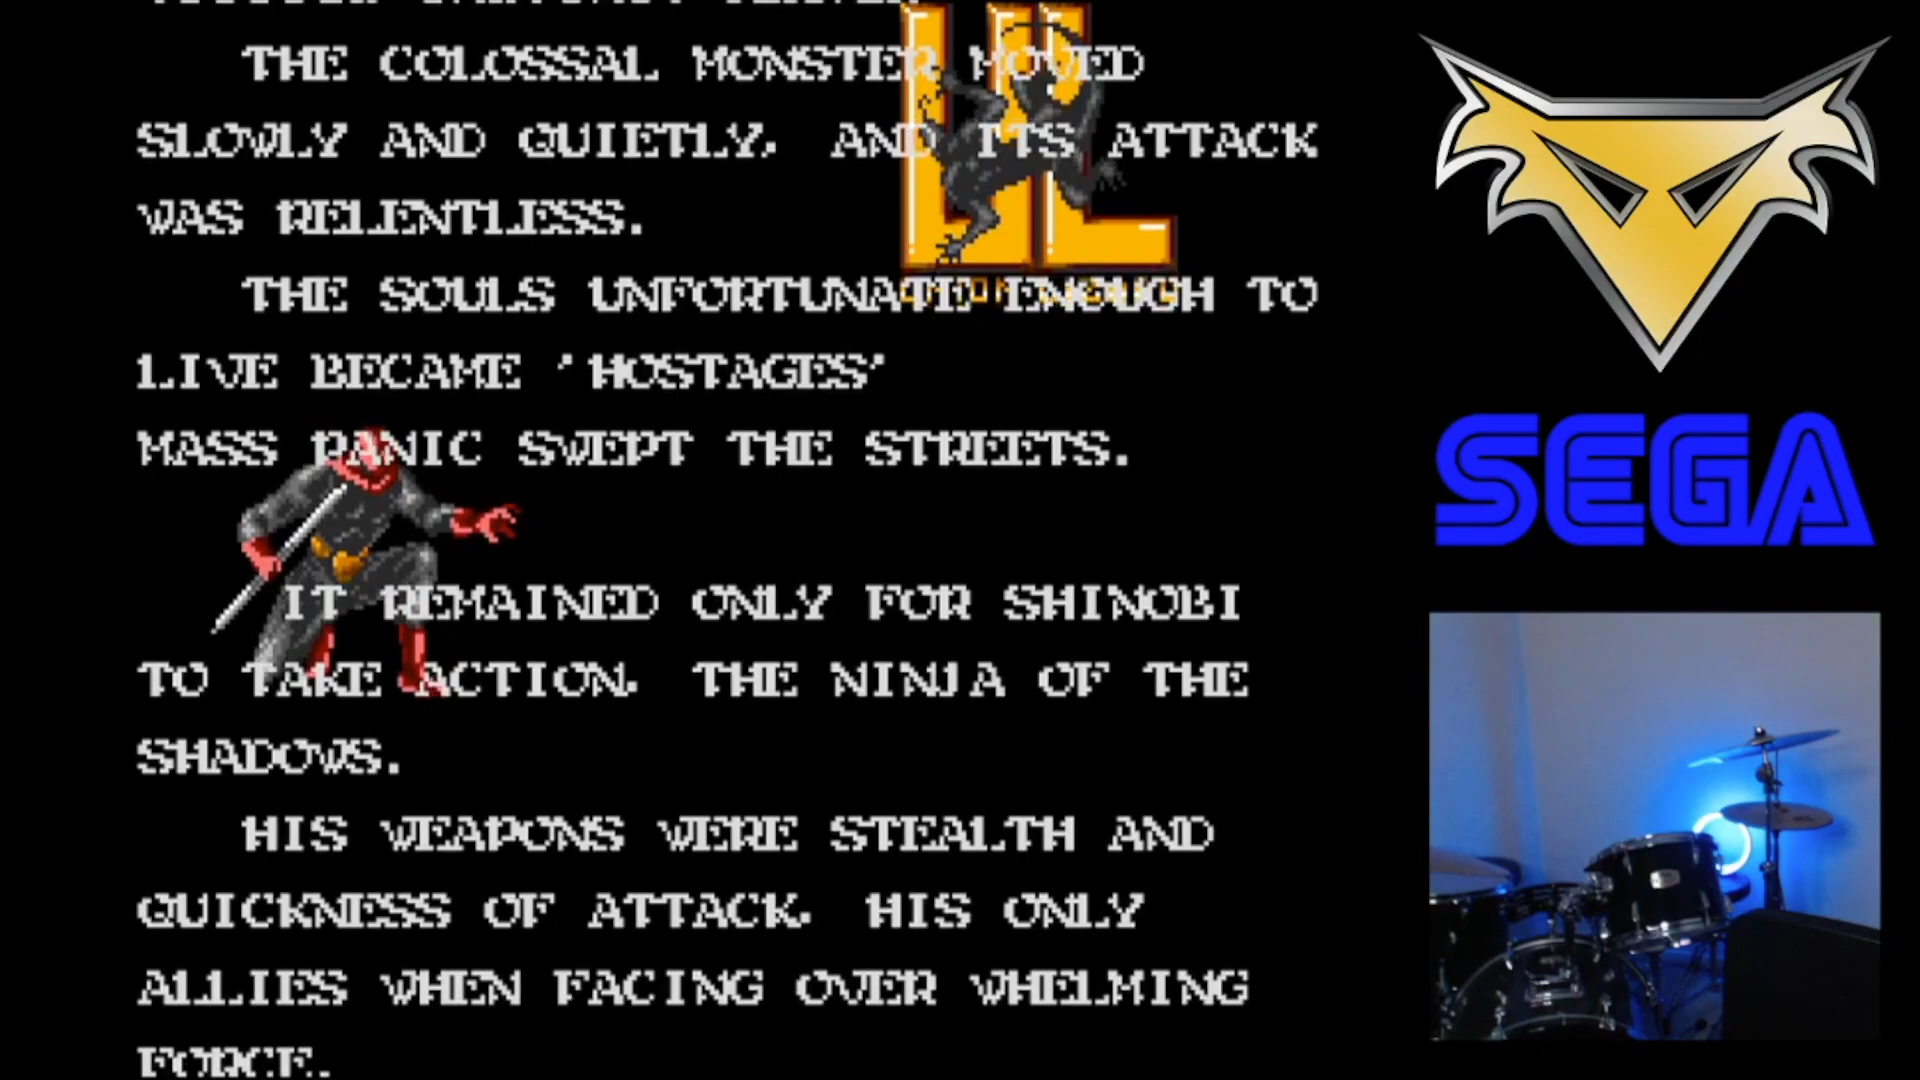 THE COLOSSAL MONSTER MOVED
SLOWLY AND QUIETLY. AND ITS ATTACK
WAS RELENTLESS.
THE SOULS UNFORTUNATE ENOUGH TO
LIVE BECAME 'HOSTAGES'
MASS PANIC SWEPT THE STREETS.
IT REMAINED ONLY FOR SHINOBI
TO TAKE ACTION. THE NINJA OF THE
SHADOWS.
HIS WEAPONS WERE STEALTH AND
QUICKNESS OF ATTACK. HIS ONLY
ALLIES WHEN FACING OVER WHELMING
FORCE.
SEGA